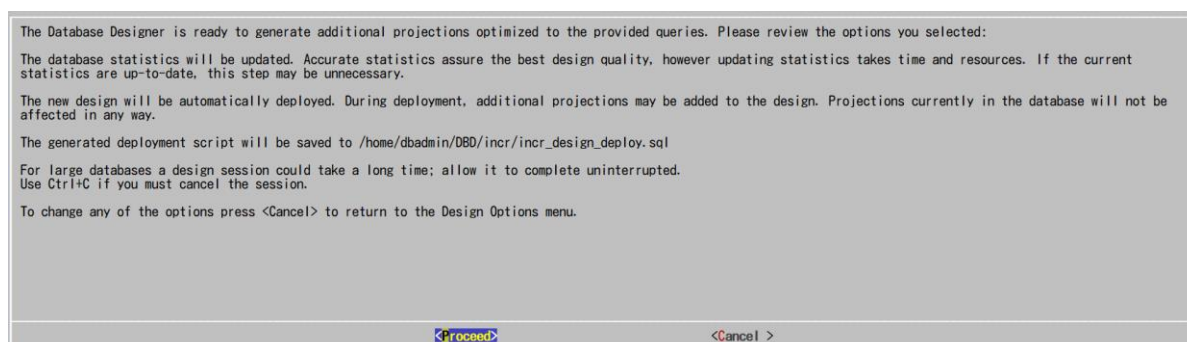 The Database Designer is ready to generate additional projections optimized to the provided queries. Please review the options you selected:
The database statistics will be updated. Accurate statistics assure the best design quality, however updating statistics takes time and resources. If the current
statistics are up-to-date, this step may be unnecessary.
The new design will be automatically deployed. During deployment, additional projections may be added to the design. Projections currently in the database will not be
affected in any way.
The generated deployment script will be saved to /home/dbadmin/DBD/incr/incr_design_deploy.sql
For large databases a design session could take a long time; allow it to complete uninterrupted.
Use Ctrl+C if you must cancel the session.
To change any of the options press <Cancel> to return to the Design Options menu.
<Proceed> <Cancel >